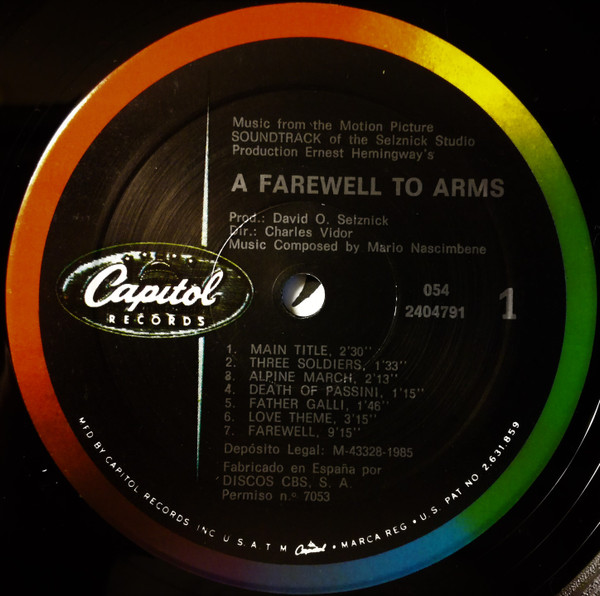 Music from the Motion Picture
SOUNDTRACK of the Selznick Studio
Production Ernest Hemingway's
A FAREWELL TO ARMS
Prod.: David O. Selznick
Dir.: Charles Vidor
Music Composed by Mario Nascimbene
Capitol
RECORDS
054
2404791
1
1. MAIN TITLE, 2'30''
2. THREE SOLDIERS, 1'33''
3. ALPINE MARCH, 2'13''
4. DEATH OF PASSINI, 1'15''
5. FATHER GALLI, 1'46''
6. LOVE THEME, 3'15''
7. FAREWELL, 9'15''
Depósito Legal: M-43328-1985
Fabricado en España por
DISCOS CBS, S. A.
Permiso n.º 7053
MFD BY CAPITOL RECORDS INC U S A T M Capitol • MARCA REG • U.S. PAT NO 2.631.859